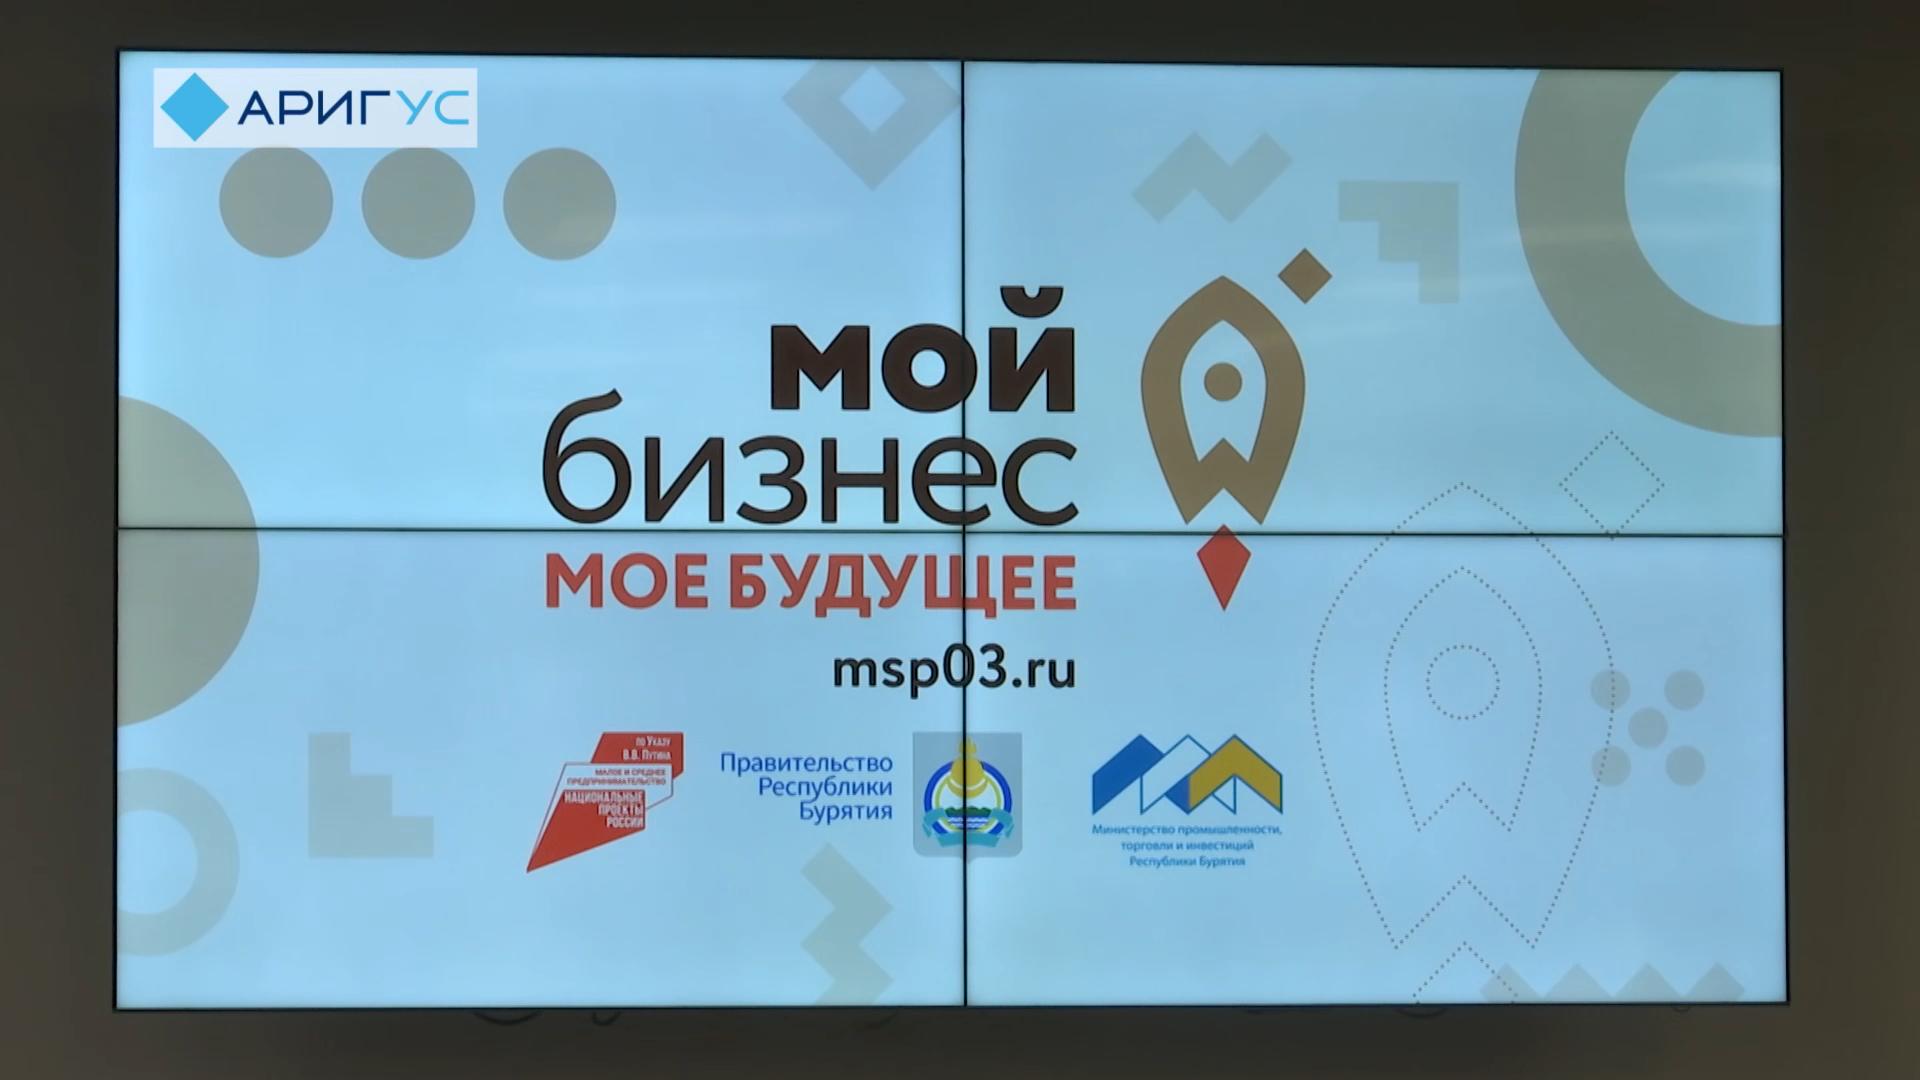 АРИГУС
мой
бизнес
МОЕ БУДУЩЕЕ
msp03.ru
по Указу
В.В. Путина
МАЛОЕ И СРЕДНЕЕ
ПРЕДПРИНИМАТЕЛЬСТВО
НАЦИОНАЛЬНЫЕ
ПРОЕКТЫ
РОССИИ
Правительство
Республики
Бурятия
Министерство промышленности,
торговли и инвестиций
Республики Бурятия